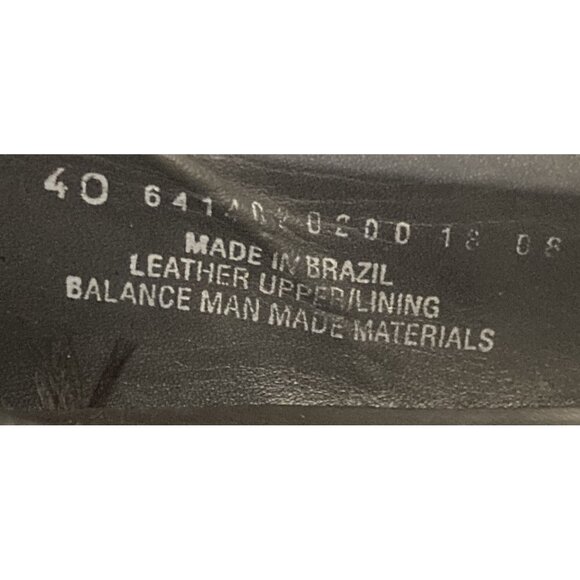 40 0200 18 08
MADE IN BRAZIL
LEATHER UPPER/LINING
BALANCE MAN MADE MATERIALS